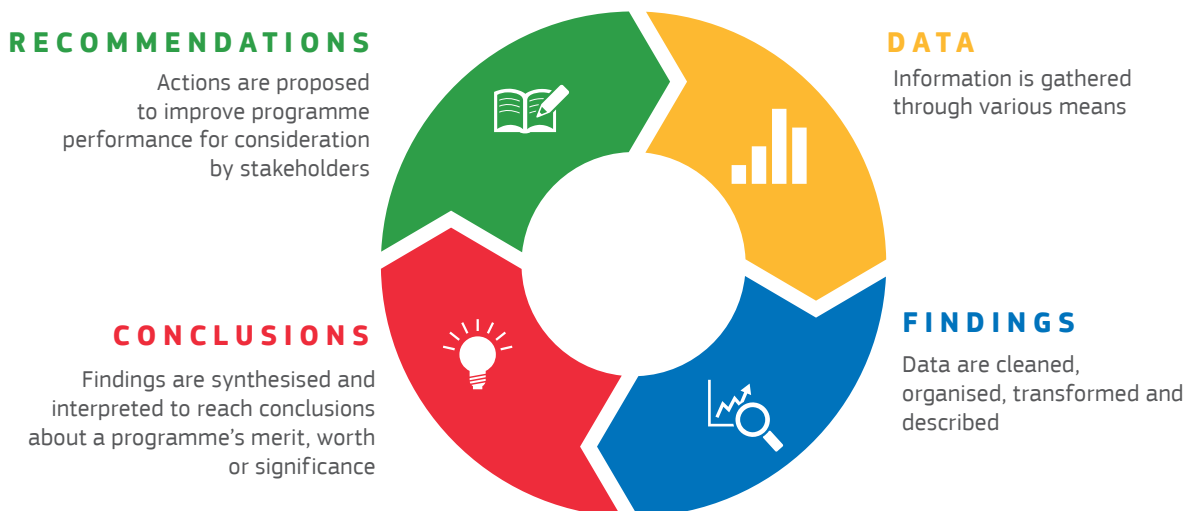 RECOMMENDATIONS
Actions are proposed
to improve programme
performance for consideration
by stakeholders
DATA
Information is gathered
through various means
CONCLUSIONS
Findings are synthesised and
interpreted to reach conclusions
about a programme's merit, worth
or significance
FINDINGS
Data are cleaned,
organised, transformed and
described